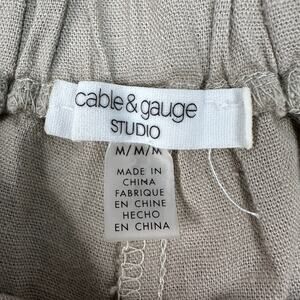 cable & gauge
STUDIO
M/M/M
MADE IN
CHINA
FABRIQUE
EN CHINE
HECHO
EN CHINA